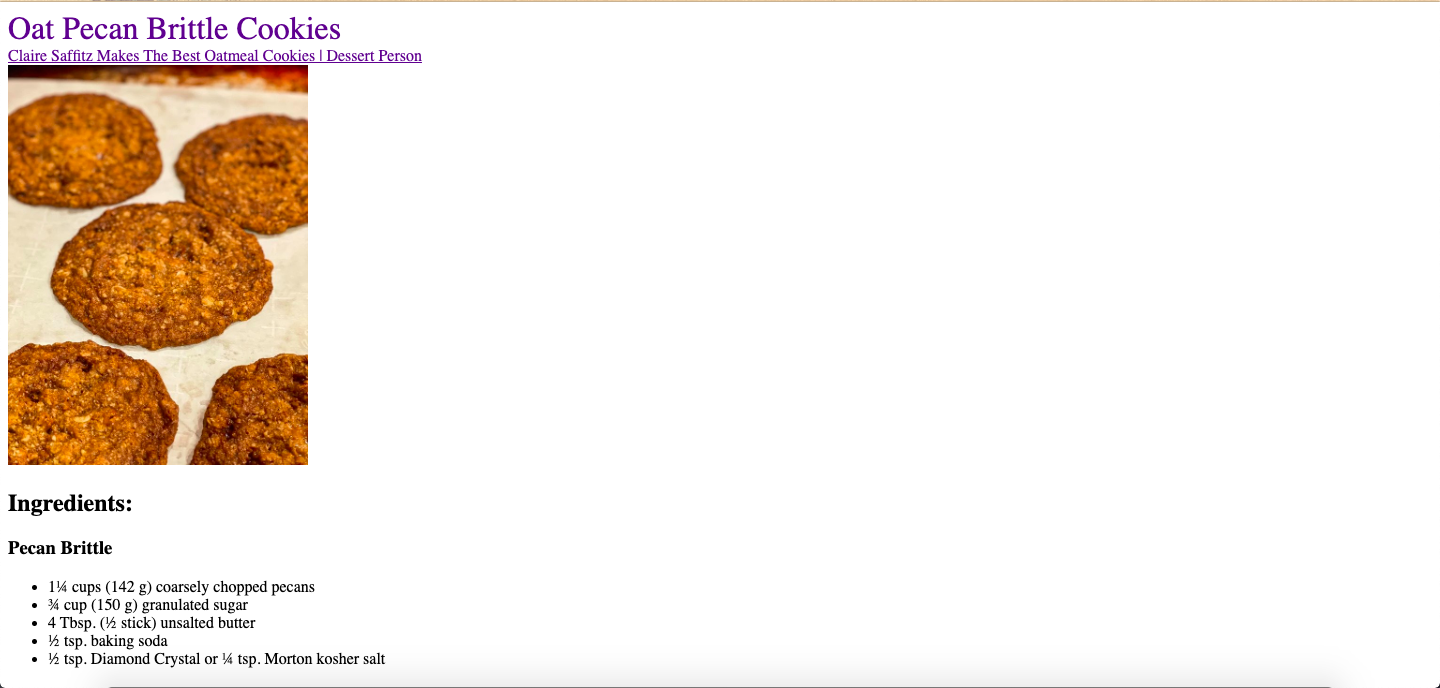 Oat Pecan Brittle Cookies
Claire Saffitz Makes The Best Oatmeal Cookies | Dessert Person
Ingredients:
Pecan Brittle
• 1¼ cups (142 g) coarsely chopped pecans
• ¾ cup (150 g) granulated sugar
• 4 Tbsp. (½ stick) unsalted butter
• ½ tsp. baking soda
• ½ tsp. Diamond Crystal or ¼ tsp. Morton kosher salt